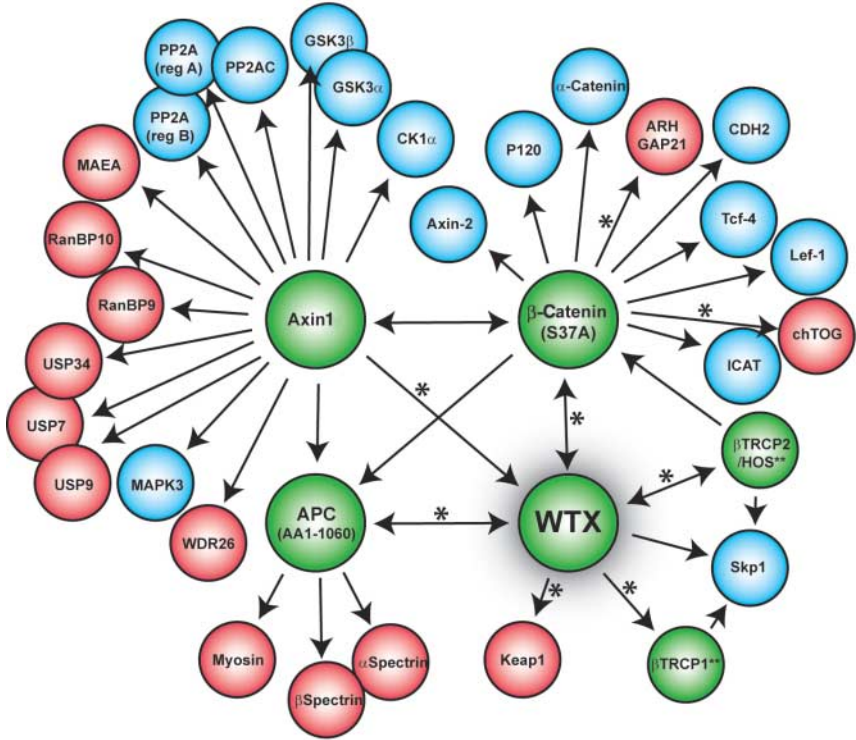 PP2A
(reg A)
PP2AC
GSK3β
GSK3α
PP2A
(reg B)
CK1α
MAEA
RanBP10
RanBP9
USP34
USP7
USP9
MAPK3
WDR26
Axin1
α-Catenin
P120
ARH
GAP21
*
CDH2
Axin-2
Tcf-4
Lef-1
β-Catenin
(S37A)
*
chTOG
ICAT
*
*
βTRCP2
/HOS**
*
APC
(AA1-1060)
*
WTX
Skp1
*
*
Myosin
βSpectrin
αSpectrin
Keap1
βTRCP1**